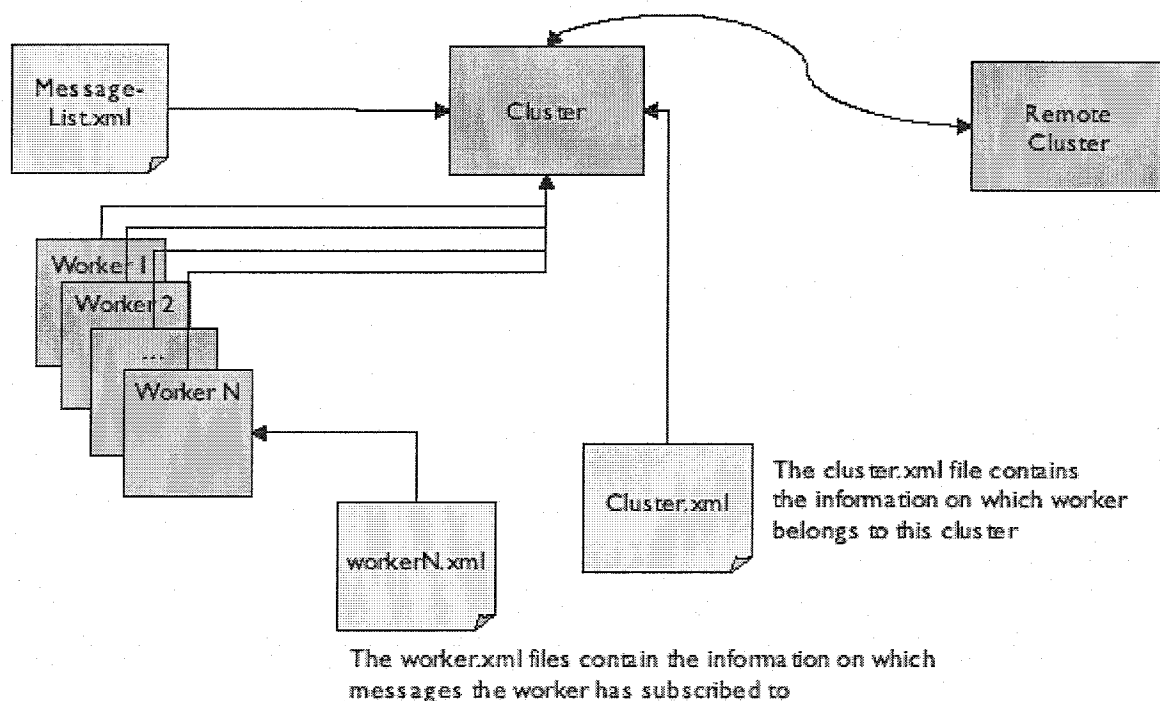 Message-
List.xml
Cluster
Remote
Cluster
Worker 1
Worker 2
...
Worker N
Cluster.xml
The cluster.xml file contains
the information on which worker
belongs to this cluster
workerN.xml
The worker.xml files contain the information on which
messages the worker has subscribed to